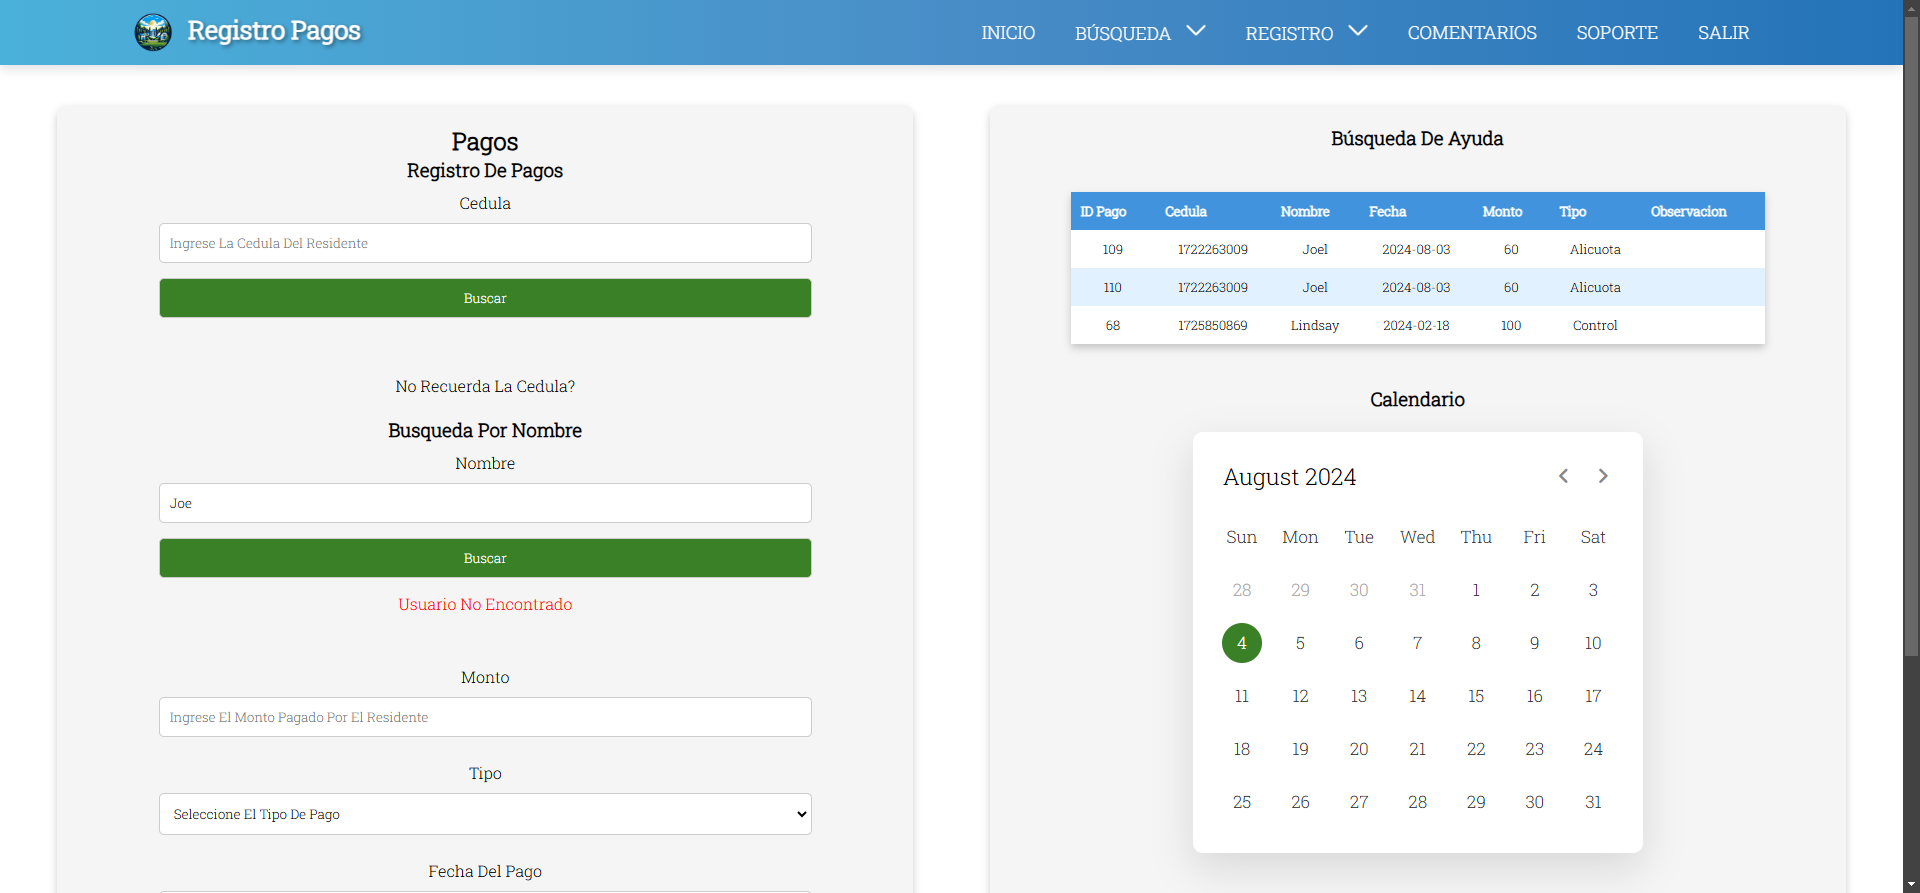 Registro Pagos
INICIO BÚSQUEDA REGISTRO COMENTARIOS SOPORTE SALIR
Pagos
Registro De Pagos
Cedula
Ingrese La Cedula Del Residente
Buscar
No Recuerda La Cedula?
Busqueda Por Nombre
Nombre
Joe
Buscar
Usuario No Encontrado
Monto
Ingrese El Monto Pagado Por El Residente
Tipo
Seleccione El Tipo De Pago
Fecha Del Pago
Búsqueda De Ayuda
ID Pago Cedula Nombre Fecha Monto Tipo Observacion
109 1722263009 Joel 2024-08-03 60 Alicuota
110 1722263009 Joel 2024-08-03 60 Alicuota
68 1725850869 Lindsay 2024-02-18 100 Control
Calendario
August 2024
Sun Mon Tue Wed Thu Fri Sat
28 29 30 31 1 2 3
4 5 6 7 8 9 10
11 12 13 14 15 16 17
18 19 20 21 22 23 24
25 26 27 28 29 30 31